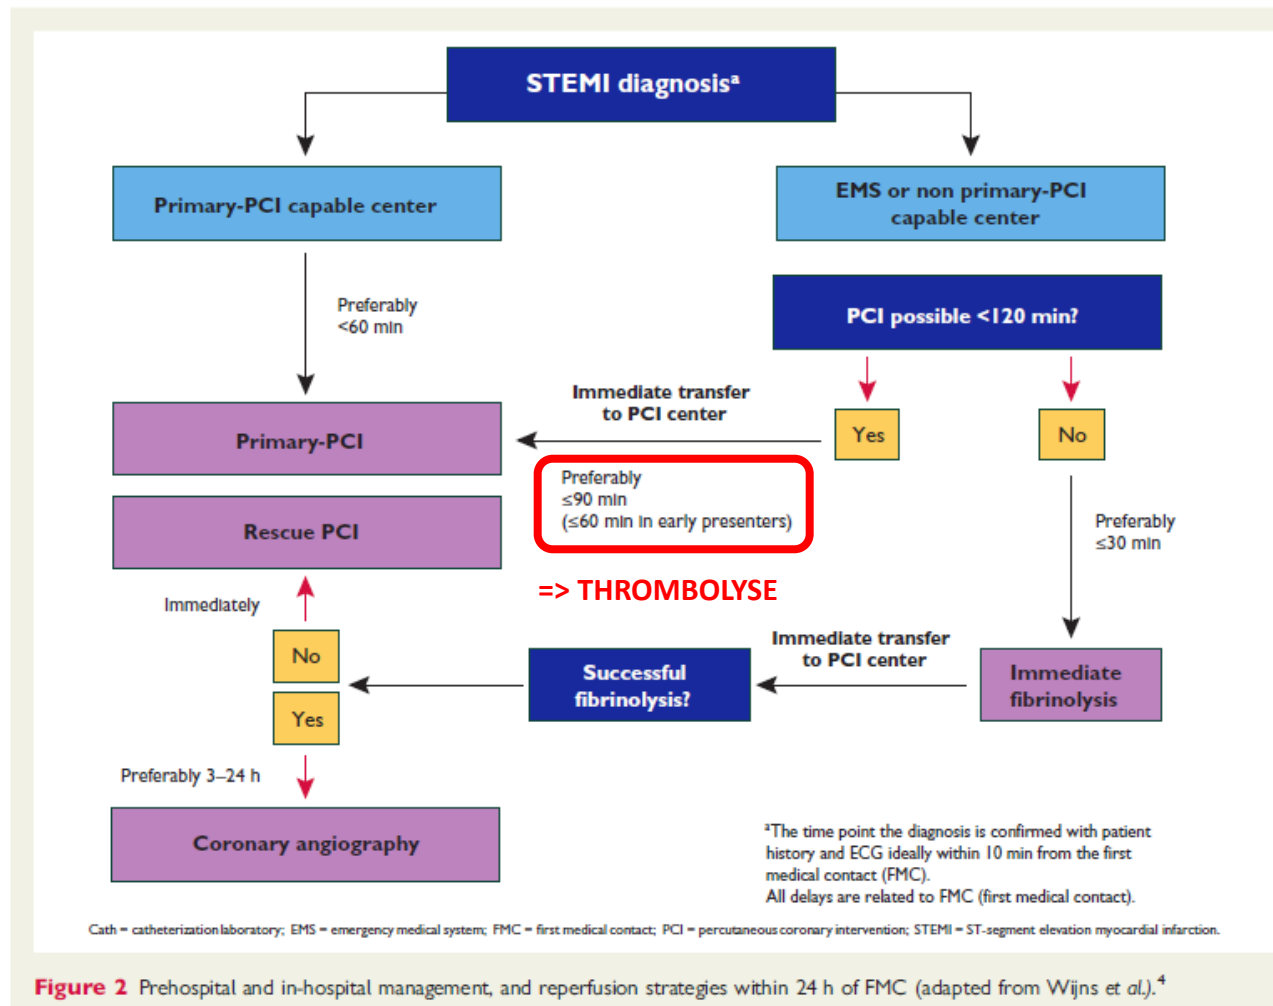 STEMI diagnosisᵃ
Primary-PCI capable center
EMS or non primary-PCI
capable center
Preferably
<60 min
PCI possible <120 min?
Immediate transfer
to PCI center
Yes
No
Primary-PCI
Preferably
≤90 min
(≤60 min in early presenters)
Rescue PCI
Preferably
≤30 min
=> THROMBOLYSE
Immediately
No
Yes
Successful
fibrinolysis?
Immediate transfer
to PCI center
Immediate
fibrinolysis
Preferably 3–24 h
Coronary angiography
ᵃThe time point the diagnosis is confirmed with patient
history and ECG ideally within 10 min from the first
medical contact (FMC).
All delays are related to FMC (first medical contact).
Cath = catheterization laboratory; EMS = emergency medical system; FMC = first medical contact; PCI = percutaneous coronary intervention; STEMI = ST-segment elevation myocardial infarction.
Figure 2 Prehospital and in-hospital management, and reperfusion strategies within 24 h of FMC (adapted from Wijns et al.).⁴